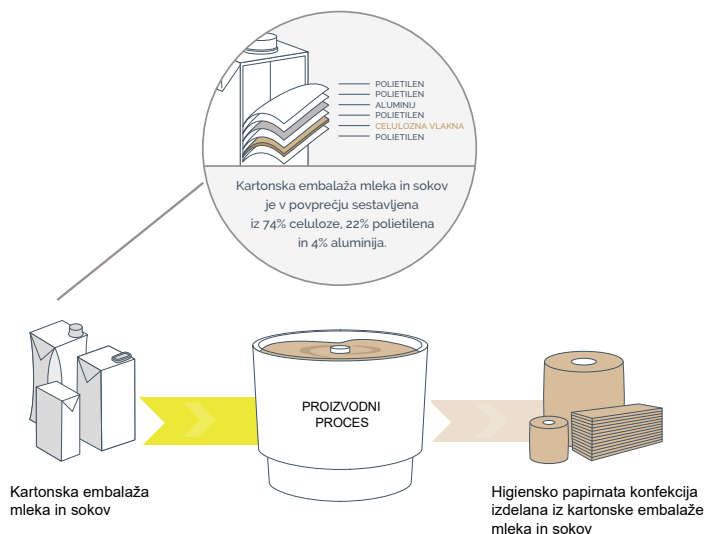 POLIETILEN
POLIETILEN
ALUMINIJ
POLIETILEN
CELULOZNA VLAKNA
POLIETILEN
Kartonska embalaža mleka in sokov
je v povprečju sestavljena
iz 74% celuloze, 22% polietilena
in 4% aluminija.
PROIZVODNI
PROCES
Kartonska embalaža
mleka in sokov
Higiensko papirnata konfekcija
izdelana iz kartonske embalaže
mleka in sokov